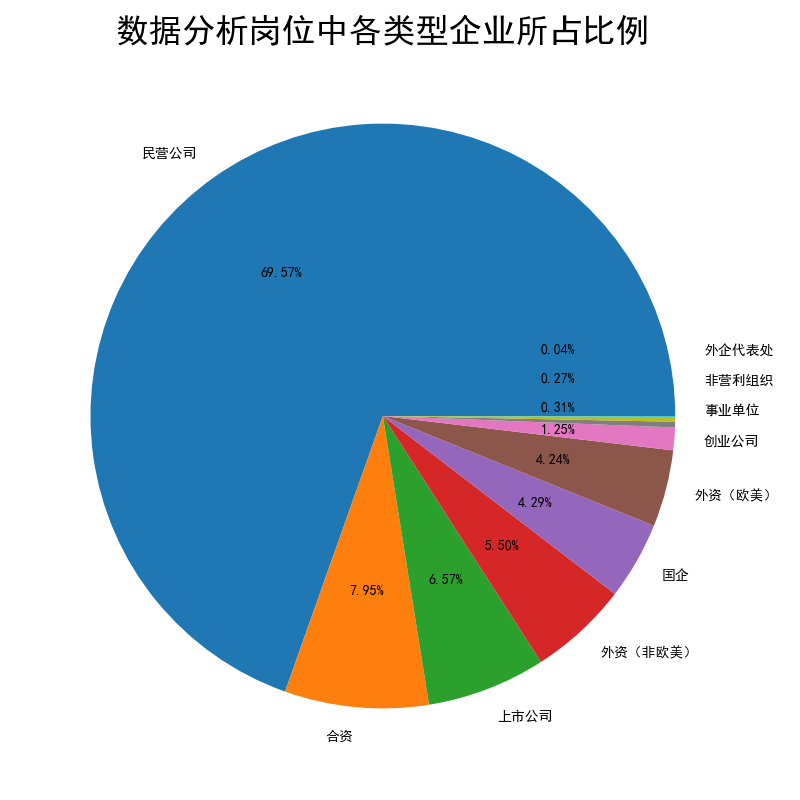 数据分析岗位中各类型企业所占比例
民营公司
69.57%
0.04%
外企代表处
0.27%
非营利组织
0.31%
事业单位
1.25%
创业公司
4.24%
外资（欧美）
4.29%
国企
5.50%
外资（非欧美）
6.57%
上市公司
7.95%
合资